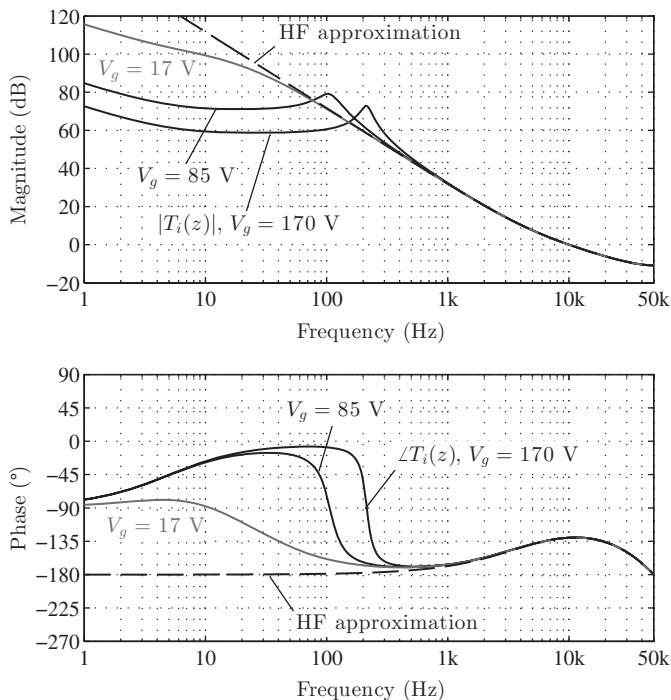 120
100
80
60
40
20
0
−20
Magnitude (dB)
HF approximation
V_g = 17 V
V_g = 85 V
|T_i(z)|, V_g = 170 V
1
10
100
1k
10k
50k
Frequency (Hz)
90
45
0
−45
−90
−135
−180
−225
−270
Phase (°)
V_g = 85 V
∠T_i(z), V_g = 170 V
V_g = 17 V
HF approximation
1
10
100
1k
10k
50k
Frequency (Hz)